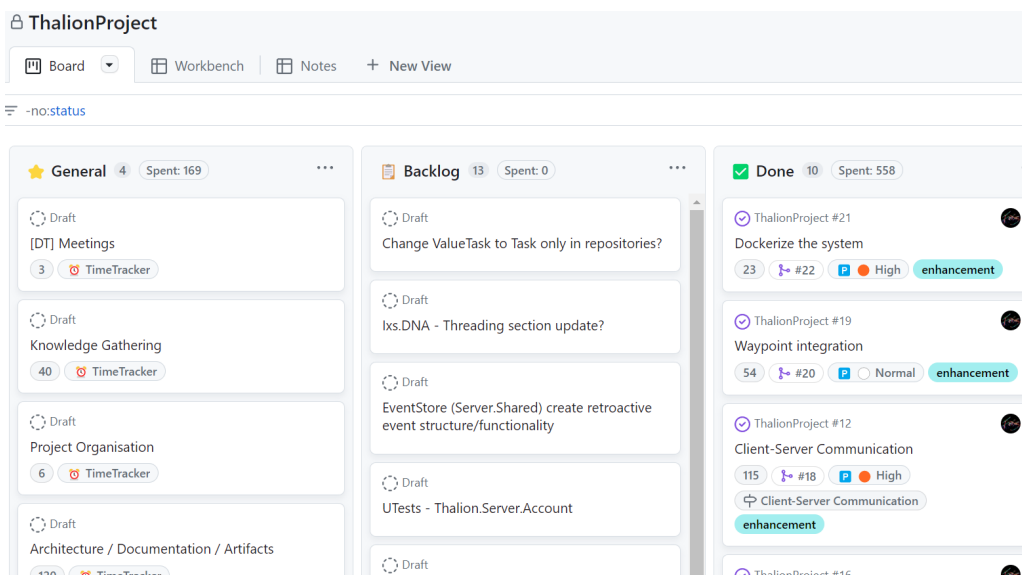 ThalionProject
Board
Workbench
Notes
New View
-no:status
General 4 Spent: 169
Draft
[DT] Meetings
3 TimeTracker
Draft
Knowledge Gathering
40 TimeTracker
Draft
Project Organisation
6 TimeTracker
Draft
Architecture / Documentation / Artifacts
120 TimeTracker
Backlog 13 Spent: 0
Draft
Change ValueTask to Task only in repositories?
Draft
Ixs.DNA - Threading section update?
Draft
EventStore (Server.Shared) create retroactive
event structure/functionality
Draft
UTests - Thalion.Server.Account
Draft
Done 10 Spent: 558
ThalionProject #21
Dockerize the system
23 #22 P High enhancement
ThalionProject #19
Waypoint integration
54 #20 P Normal enhancement
ThalionProject #12
Client-Server Communication
115 #18 P High
Client-Server Communication
enhancement
ThalionProject #16